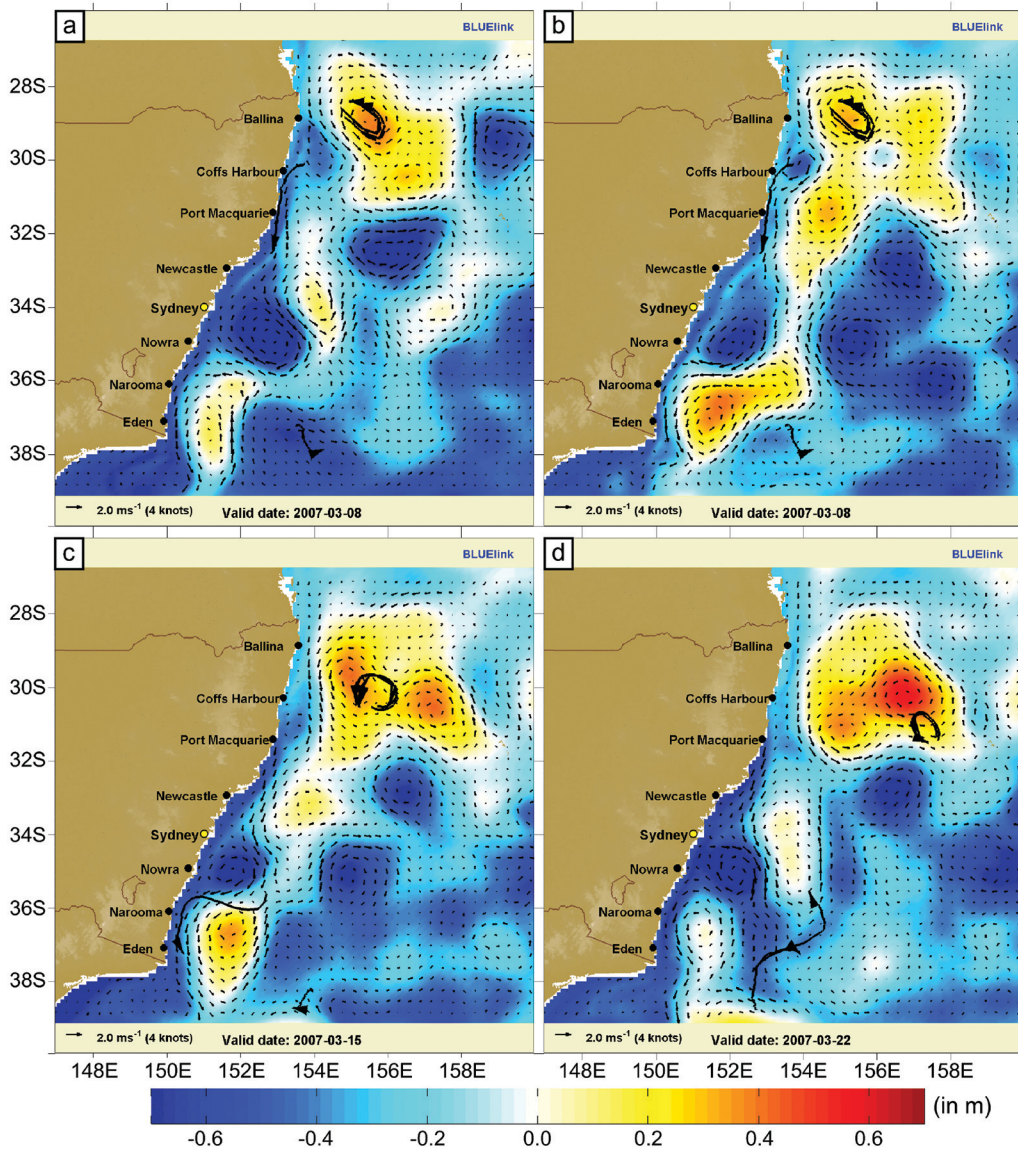 a
BLUElink
28S
30S
32S
34S
36S
38S
Ballina
Coffs Harbour
Port Macquarie
Newcastle
Sydney
Nowra
Narooma
Eden
2.0 ms⁻¹ (4 knots) Valid date: 2007-03-08
b
BLUElink
Ballina
Coffs Harbour
Port Macquarie
Newcastle
Sydney
Nowra
Narooma
Eden
2.0 ms⁻¹ (4 knots) Valid date: 2007-03-08
c
BLUElink
28S
30S
32S
34S
36S
38S
Ballina
Coffs Harbour
Port Macquarie
Newcastle
Sydney
Nowra
Narooma
Eden
2.0 ms⁻¹ (4 knots) Valid date: 2007-03-15
d
BLUElink
Ballina
Coffs Harbour
Port Macquarie
Newcastle
Sydney
Nowra
Narooma
Eden
2.0 ms⁻¹ (4 knots) Valid date: 2007-03-22
148E 150E 152E 154E 156E 158E
148E 150E 152E 154E 156E 158E
-0.6 -0.4 -0.2 0.0 0.2 0.4 0.6 (in m)